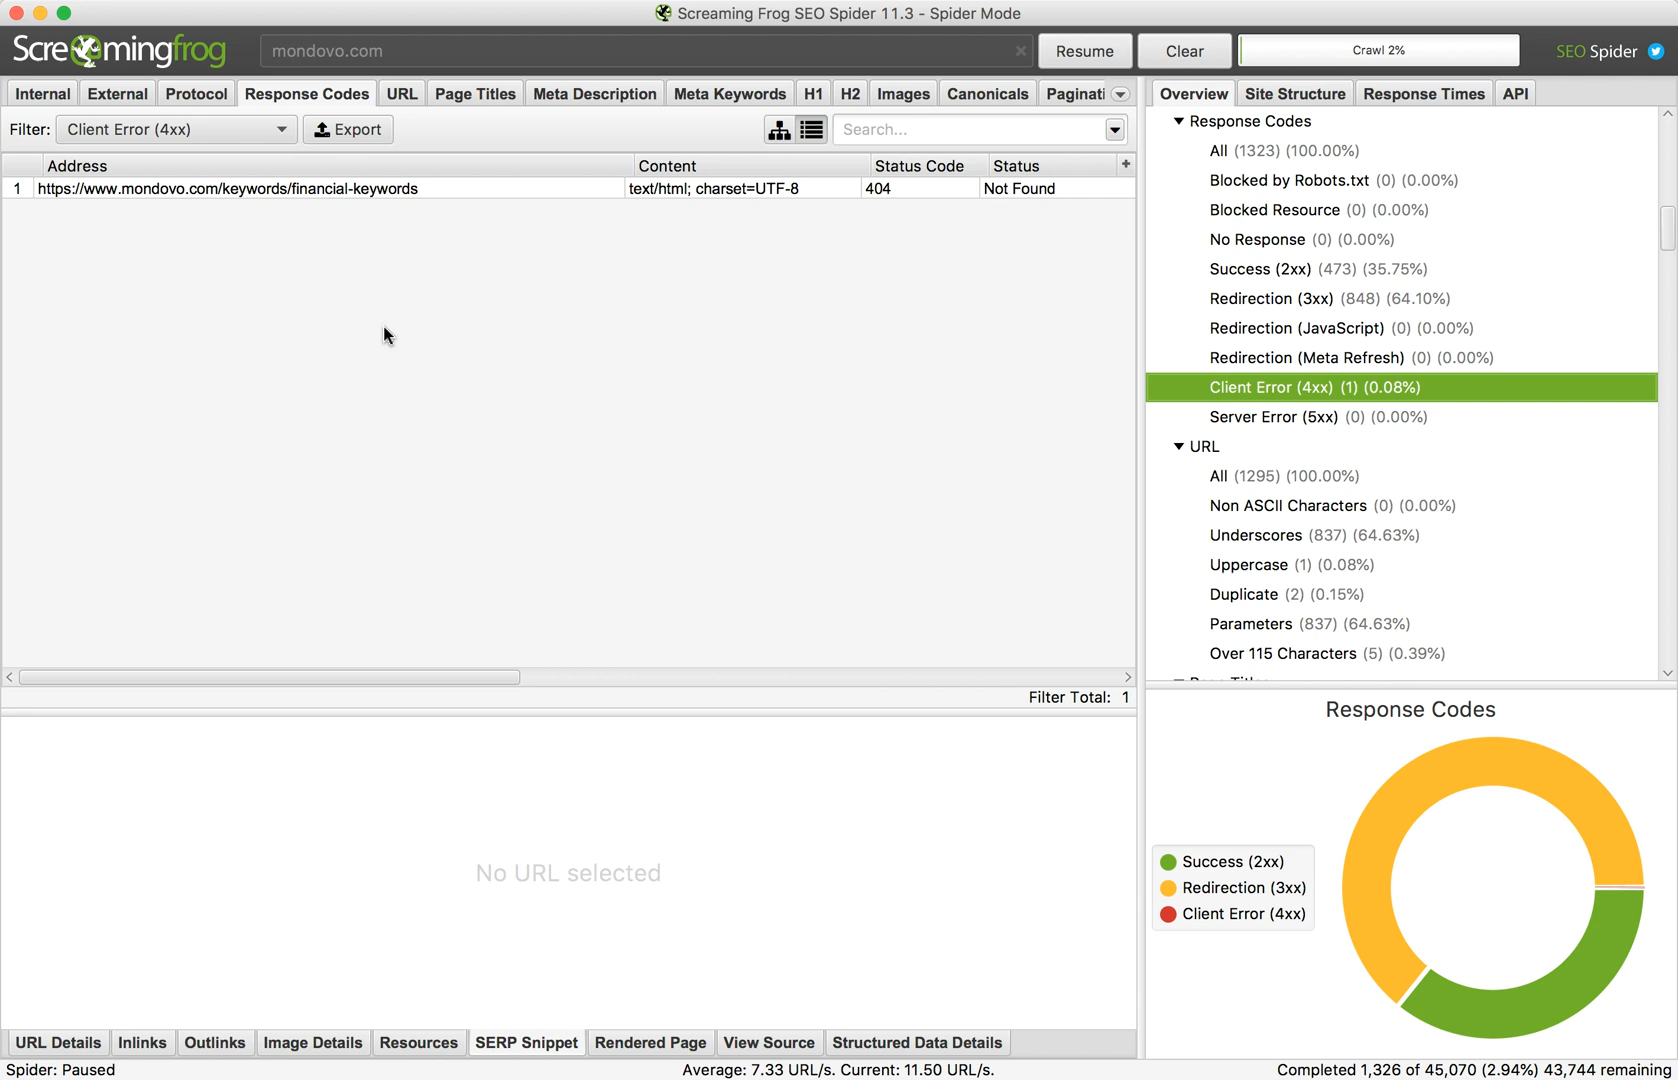 Screaming Frog SEO Spider 11.3 - Spider Mode
Screamingfrog
mondovo.com
Resume
Clear
Crawl 2%
SEO Spider
Internal
External
Protocol
Response Codes
URL
Page Titles
Meta Description
Meta Keywords
H1
H2
Images
Canonicals
Paginati
Overview
Site Structure
Response Times
API
Filter:
Client Error (4xx)
Export
Search...
Address
Content
Status Code
Status
+
1
https://www.mondovo.com/keywords/financial-keywords
text/html; charset=UTF-8
404
Not Found
Filter Total: 1
No URL selected
Response Codes
All (1323) (100.00%)
Blocked by Robots.txt (0) (0.00%)
Blocked Resource (0) (0.00%)
No Response (0) (0.00%)
Success (2xx) (473) (35.75%)
Redirection (3xx) (848) (64.10%)
Redirection (JavaScript) (0) (0.00%)
Redirection (Meta Refresh) (0) (0.00%)
Client Error (4xx) (1) (0.08%)
Server Error (5xx) (0) (0.00%)
URL
All (1295) (100.00%)
Non ASCII Characters (0) (0.00%)
Underscores (837) (64.63%)
Uppercase (1) (0.08%)
Duplicate (2) (0.15%)
Parameters (837) (64.63%)
Over 115 Characters (5) (0.39%)
Response Codes
Success (2xx)
Redirection (3xx)
Client Error (4xx)
URL Details
Inlinks
Outlinks
Image Details
Resources
SERP Snippet
Rendered Page
View Source
Structured Data Details
Spider: Paused
Average: 7.33 URL/s. Current: 11.50 URL/s.
Completed 1,326 of 45,070 (2.94%) 43,744 remaining